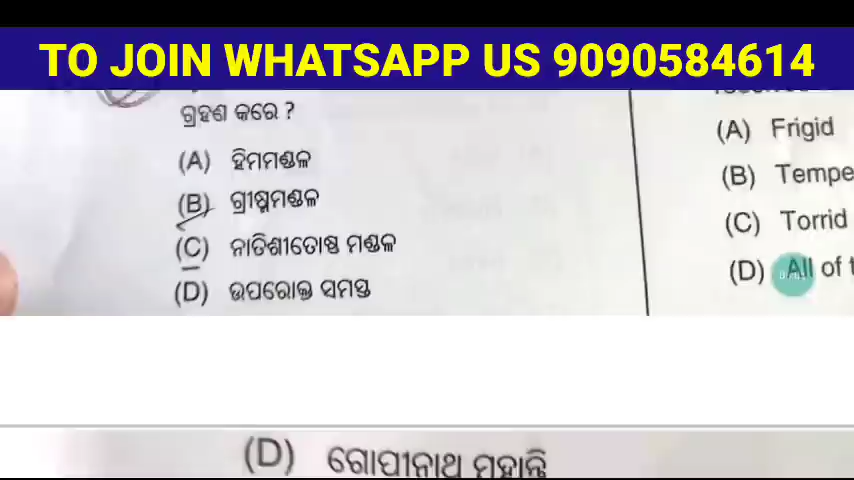 TO JOIN WHATSAPP US 9090584614
ଗ୍ରହଣ କରେ ?
(A) ହିମମଣ୍ଡଳ
(B) ଗ୍ରୀଷ୍ମମଣ୍ଡଳ
(C) ନାତିଶୀତୋଷ୍ଣ ମଣ୍ଡଳ
(D) ଉପରୋକ୍ତ ସମସ୍ତ
(A) Frigid
(B) Tempe
(C) Torrid
(D) All of t
(D) ଗୋପୀନାଥ ମହାନ୍ତି